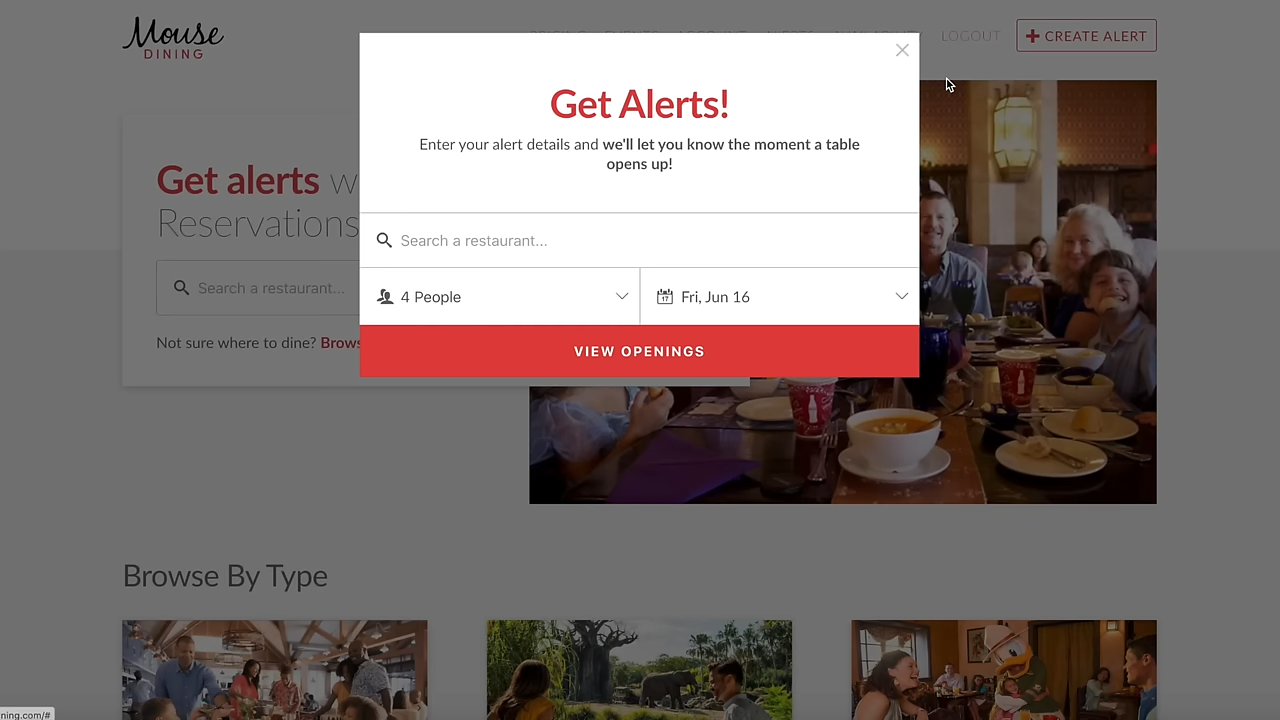 Mouse
DINING
LOGOUT
CREATE ALERT
Get Alerts!
Enter your alert details and we'll let you know the moment a table
opens up!
Get alerts w
Reservations
Search a restaurant...
Search a restaurant...
4 People
Fri, Jun 16
17
Not sure where to dine? Brows
VIEW OPENINGS
Browse By Type
ning.com/#